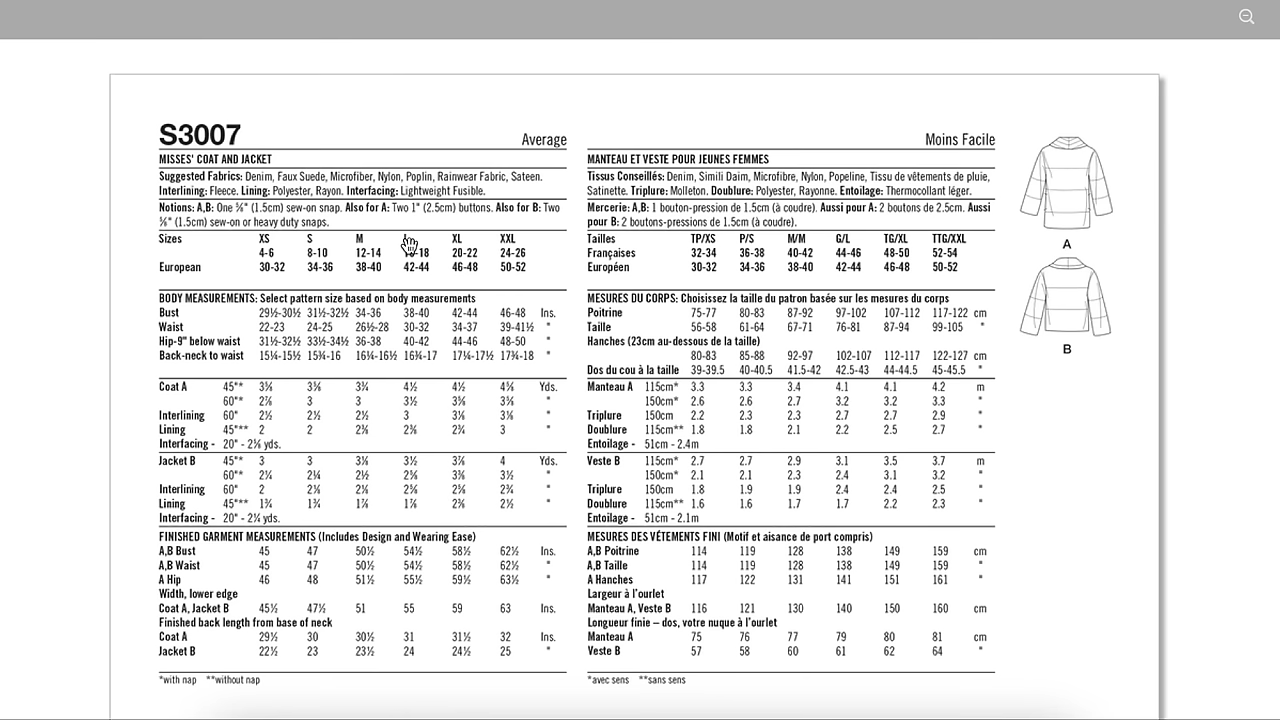 S3007 Average
MISSES' COAT AND JACKET
Suggested Fabrics: Denim, Faux Suede, Microfiber, Nylon, Poplin, Rainwear Fabric, Sateen.
Interlining: Fleece. Lining: Polyester, Rayon. Interfacing: Lightweight Fusible.
Notions: A,B: One ⅝" (1.5cm) sew-on snap. Also for A: Two 1" (2.5cm) buttons. Also for B: Two
⅝" (1.5cm) sew-on or heavy duty snaps.
Sizes XS S M XL XXL
4-6 8-10 12-14 20-22 24-26
European 30-32 34-36 38-40 42-44 46-48 50-52
BODY MEASUREMENTS: Select pattern size based on body measurements
Bust 29½-30½ 31½-32½ 34-36 38-40 42-44 46-48 Ins.
Waist 22-23 24-25 26½-28 30-32 34-37 39-41½ "
Hip-9" below waist 31½-32½ 33½-34½ 36-38 40-42 44-46 48-50 "
Back-neck to waist 15¼-15½ 15¾-16 16¼-16½ 16¾-17 17¼-17½ 17¾-18 "
Coat A 45"* 3⅝ 3⅝ 3¾ 4½ 4½ 4⅝ Yds.
60"* 2⅞ 3 3 3½ 3⅝ "
Interlining 60" 2½ 2½ 3 "
Lining 45"** 2 2 2¾ 3 "
Interfacing - 20" - 2⅝ yds.
Jacket B 45"* 3 3 3⅛ 3½ 3⅞ 4 Yds.
60"* 2¼ 2¼ 2½ 2⅝ 3⅜ 3½ "
Interlining 60" 2 2⅛ 2⅛ 2⅝ 2⅝ 2¾ "
Lining 45"** 1¾ 1¾ 1⅞ 1⅞ 2⅜ 2½ "
Interfacing - 20" - 2¼ yds.
FINISHED GARMENT MEASUREMENTS (Includes Design and Wearing Ease)
A,B Bust 45 47 50½ 54½ 58½ 62½ Ins.
A,B Waist 45 47 50½ 54½ 58½ 62½ "
A Hip 46 48 51½ 55½ 59½ 63½ "
Width, lower edge
Coat A, Jacket B 45½ 47½ 51 55 59 63 Ins.
Finished back length from base of neck
Coat A 29½ 30 30½ 31 31½ 32 Ins.
Jacket B 22½ 23 23½ 24 24½ 25 "
*with nap **without nap
Moins Facile
MANTEAU ET VESTE POUR JEUNES FEMMES
Tissus Conseillés: Denim, Simili Daim, Microfibre, Nylon, Popeline, Tissu de vêtements de pluie,
Satinette. Triplure: Molleton. Doublure: Polyester, Rayonne. Entoilage: Thermocollant léger.
Mercerie: A,B: 1 bouton-pression de 1.5cm (à coudre). Aussi pour A: 2 boutons de 2.5cm. Aussi
pour B: 2 boutons-pressions de 1.5cm (à coudre).
Tailles TP/XS P/S M/M G/L TG/XL TTG/XXL
Françaises 32-34 36-38 40-42 44-46 48-50 52-54
Européen 30-32 34-36 38-40 42-44 46-48 50-52
MESURES DU CORPS: Choisissez la taille du patron basée sur les mesures du corps
Poitrine 75-77 80-83 87-92 97-102 107-112 117-122 cm
Taille 56-58 61-64 67-71 76-81 87-94 99-105 "
Hanches (23cm au-dessous de la taille)
80-83 85-88 92-97 102-107 112-117 122-127 cm
Dos du cou à la taille 39-39.5 40-40.5 41.5-42 42.5-43 44-44.5 45-45.5 "
Manteau A 115cm* 3.3 3.3 3.4 4.1 4.1 4.2 m
150cm* 2.6 2.6 2.7 3.2 3.2 3.3 "
Triplure 150cm 2.2 2.3 2.3 2.7 2.7 2.9 "
Doublure 115cm** 1.8 1.8 2.1 2.2 2.5 2.7 "
Entoilage - 51cm - 2.4m
Veste B 115cm* 2.7 2.7 2.9 3.1 3.5 3.7 m
150cm* 2.1 2.1 2.3 2.4 3.1 3.2 "
Triplure 150cm 1.8 1.9 1.9 2.4 2.4 2.5 "
Doublure 115cm** 1.6 1.6 1.7 1.7 2.2 2.3 "
Entoilage - 51cm - 2.1m
MESURES DES VÊTEMENTS FINI (Motif et aisance de port compris)
A,B Poitrine 114 119 128 138 149 159 cm
A,B Taille 114 119 128 138 149 159 "
A Hanches 117 122 131 141 151 161 "
Largeur à l'ourlet
Manteau A, Veste B 116 121 130 140 150 160 cm
Longueur finie – dos, votre nuque à l'ourlet
Manteau A 75 76 77 79 80 81 cm
Veste B 57 58 60 61 62 64 "
*avec sens **sans sens
A
B